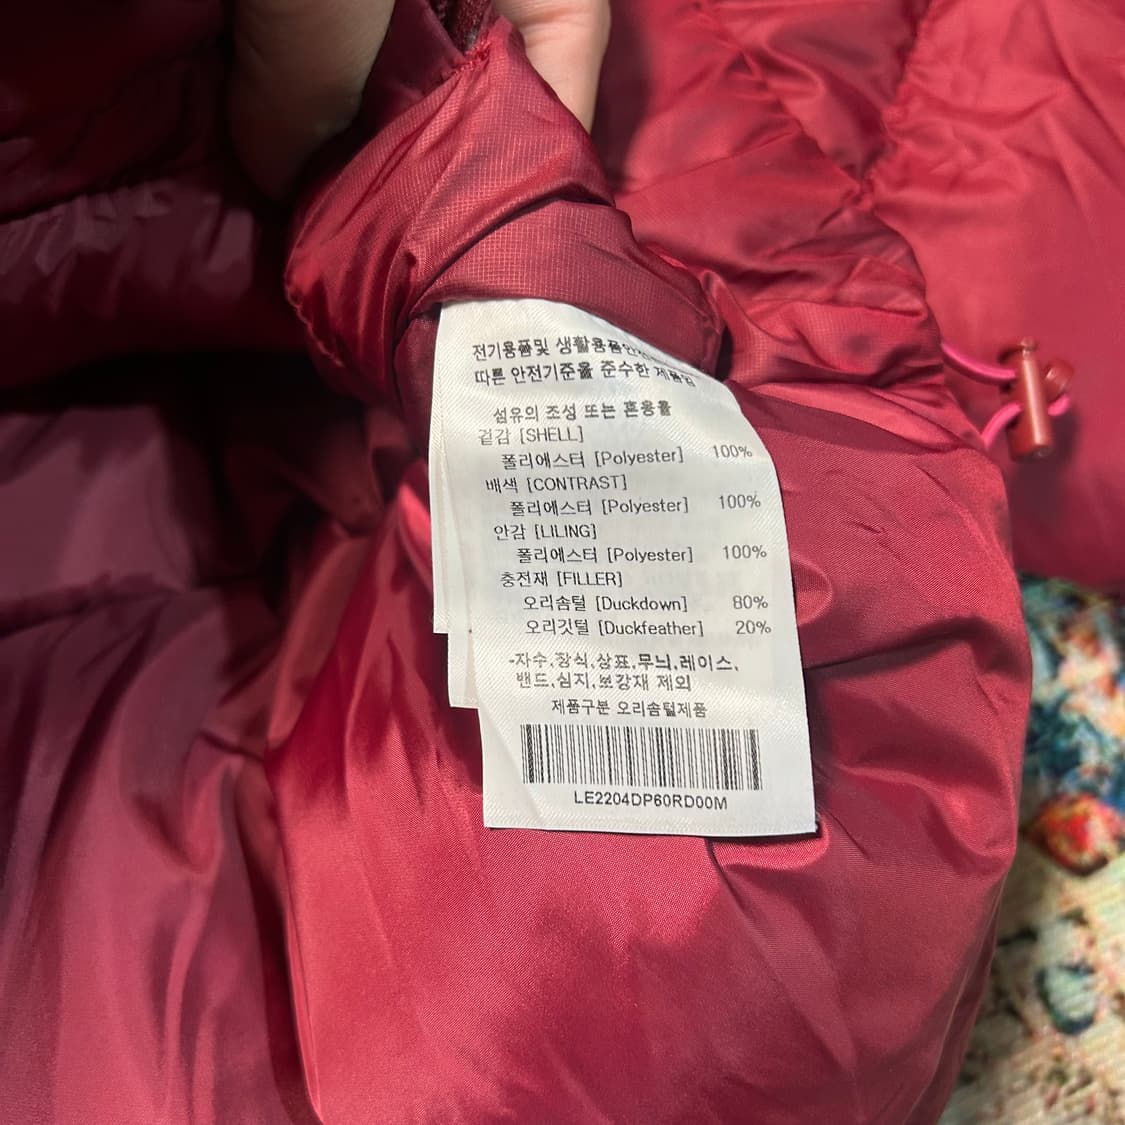 전기용품및 생활용품안전
따른 안전기준을 준수한 제품임
섬유의 조성 또는 혼용율
겉감 [SHELL]
폴리에스터 [Polyester] 100%
배색 [CONTRAST]
폴리에스터 [Polyester] 100%
안감 [LILING]
폴리에스터 [Polyester] 100%
충전재 [FILLER]
오리솜털 [Duckdown] 80%
오리깃털 [Duckfeather] 20%
-자수,장식,상표,무늬,레이스,
밴드,심지,보강재 제외
제품구분 오리솜털제품
LE2204DP60RD00M